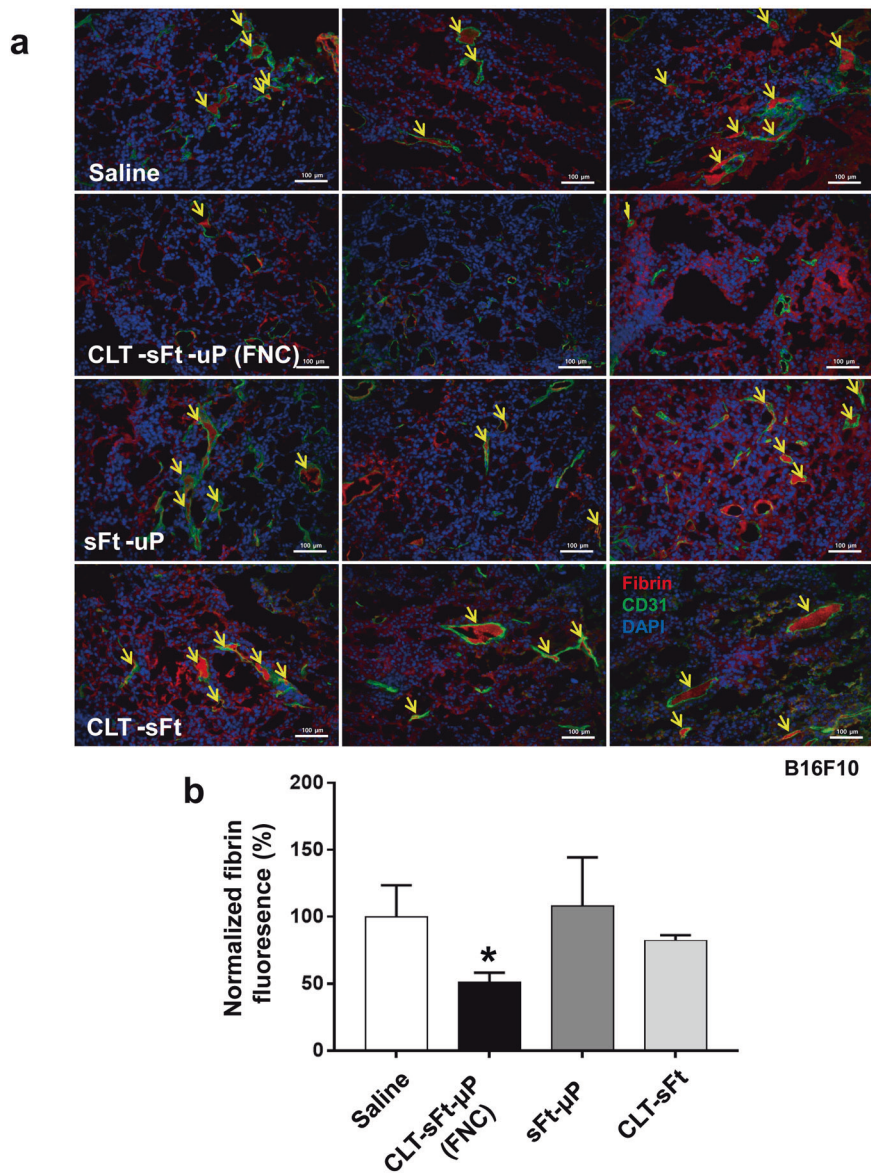 a
Saline
100 µm
100 µm
100 µm
CLT -sFt -uP (FNC)
100 µm
100 µm
100 µm
sFt -uP
100 µm
100 µm
100 µm
Fibrin
CD31
DAPI
CLT -sFt
100 µm
100 µm
100 µm
B16F10
b
Normalized fibrin
fluoresence (%)
200
150
100
50
0
*
Saline
CLT-sFt-µP
(FNC)
sFt-µP
CLT-sFt